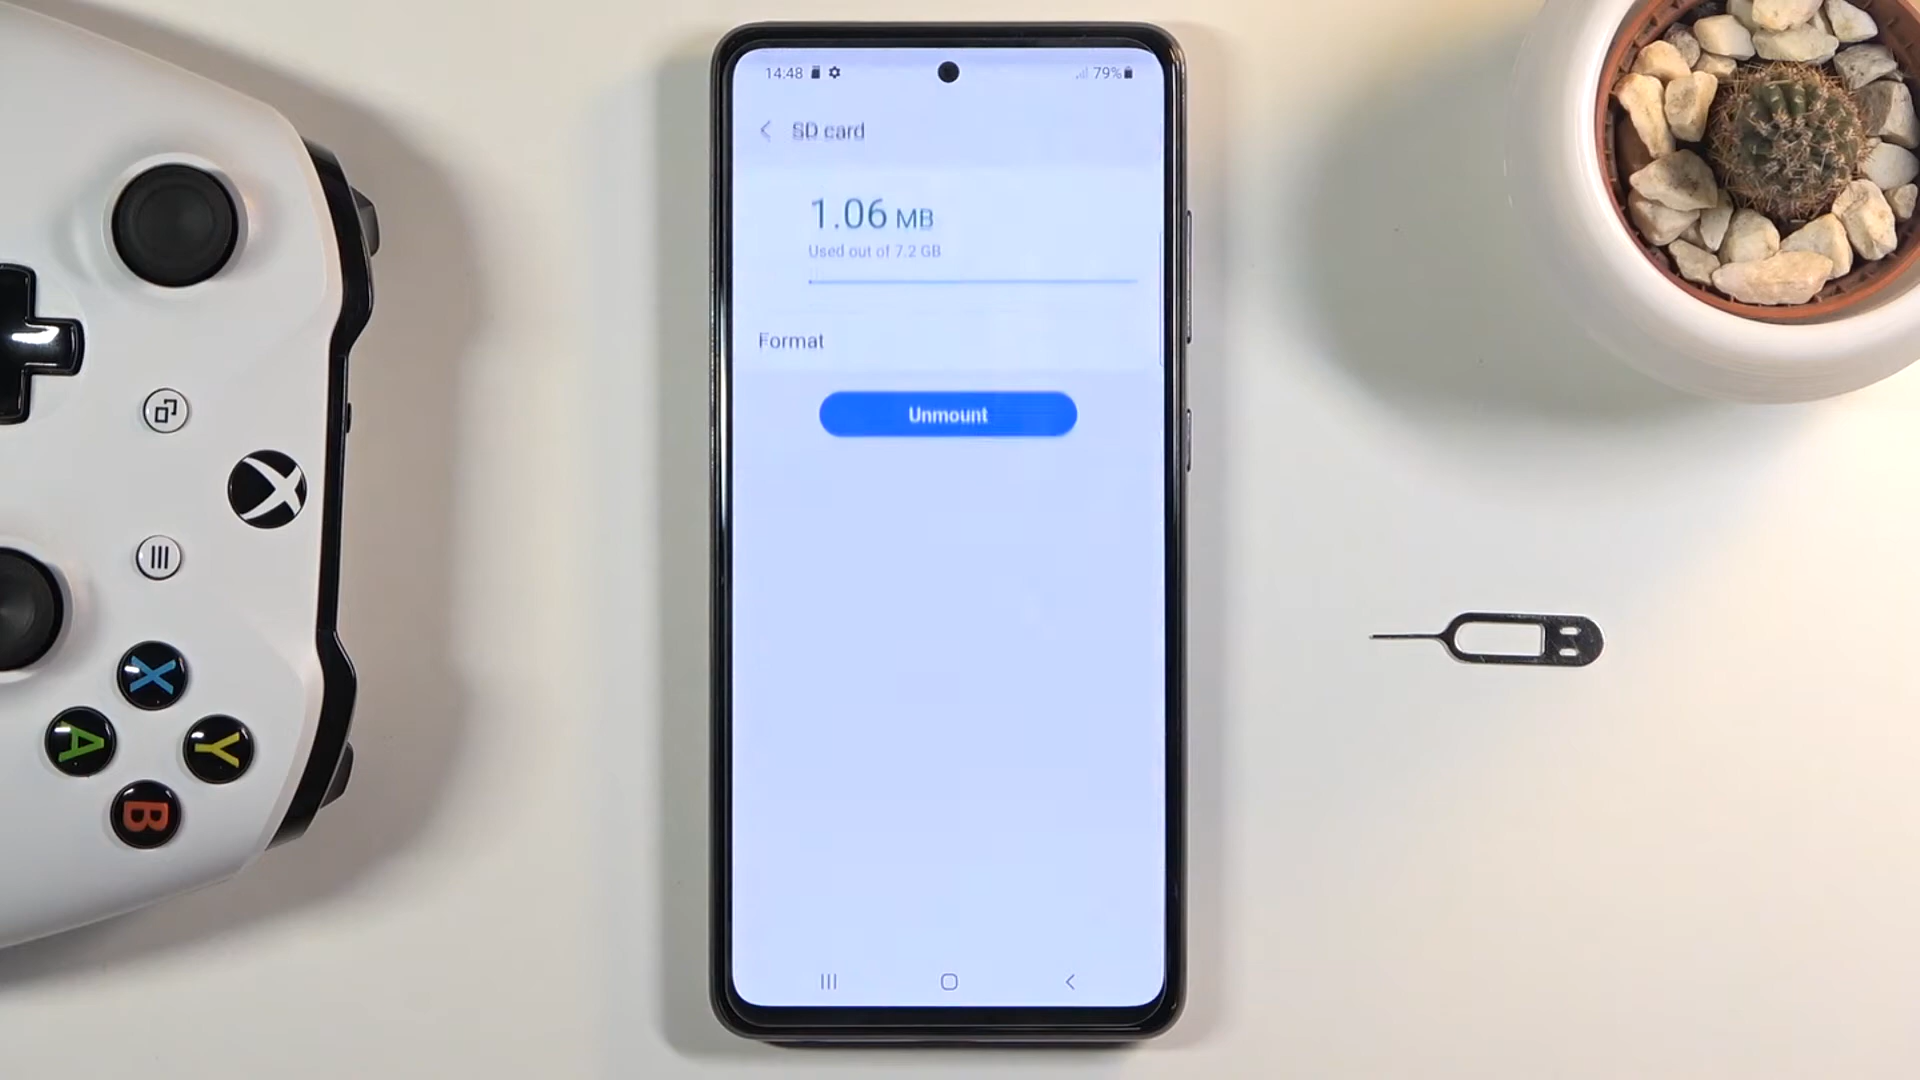 14:48
79%
SD card
1.06 MB
Used out of 7.2 GB
Format
Unmount
X
A
Y
B